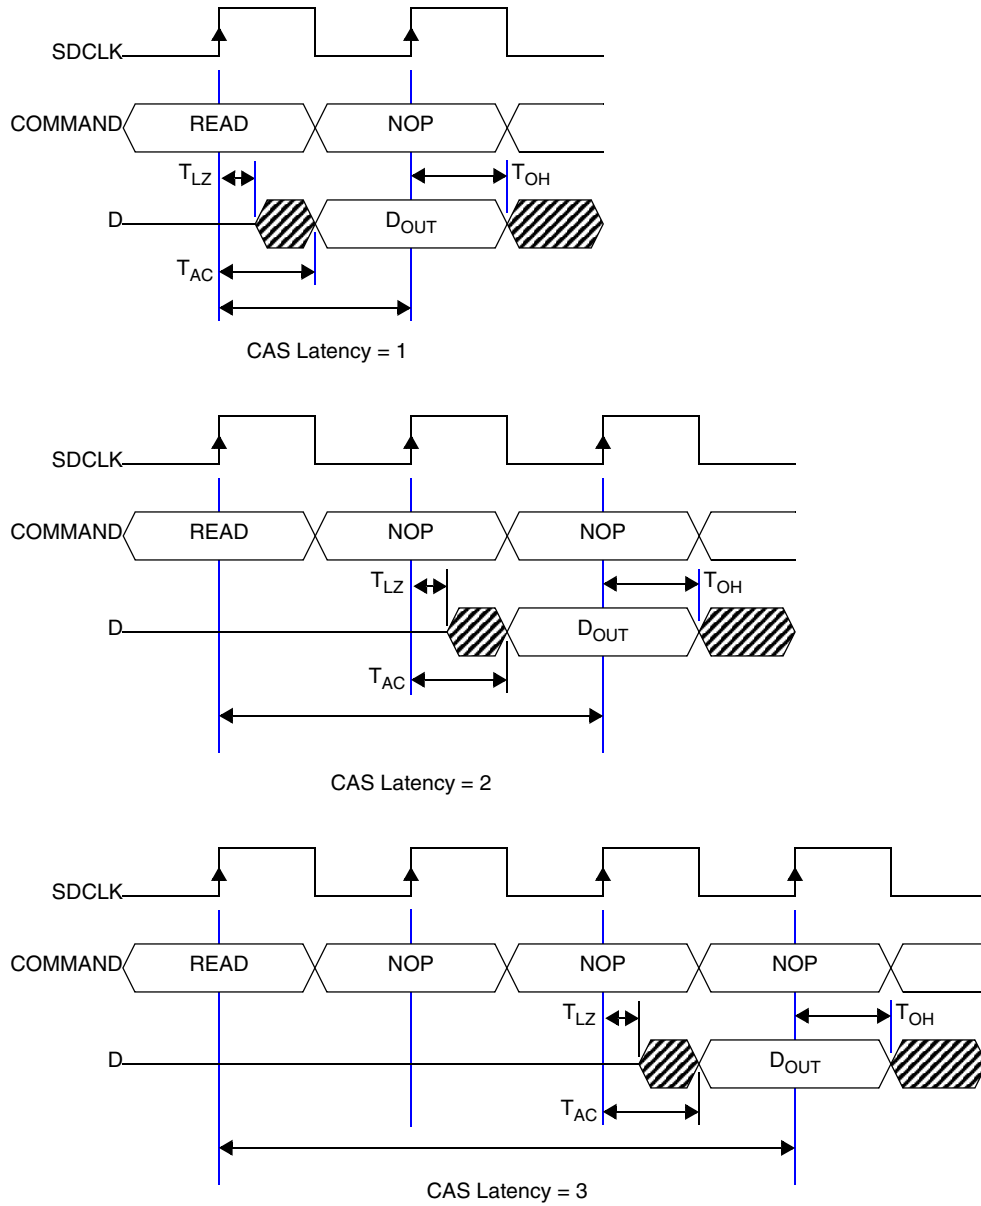 SDCLK
COMMAND READ NOP
TLZ TOH
D DOUT
TAC
CAS Latency = 1
SDCLK
COMMAND READ NOP NOP
TLZ TOH
D DOUT
TAC
CAS Latency = 2
SDCLK
COMMAND READ NOP NOP NOP
TLZ TOH
D DOUT
TAC
CAS Latency = 3